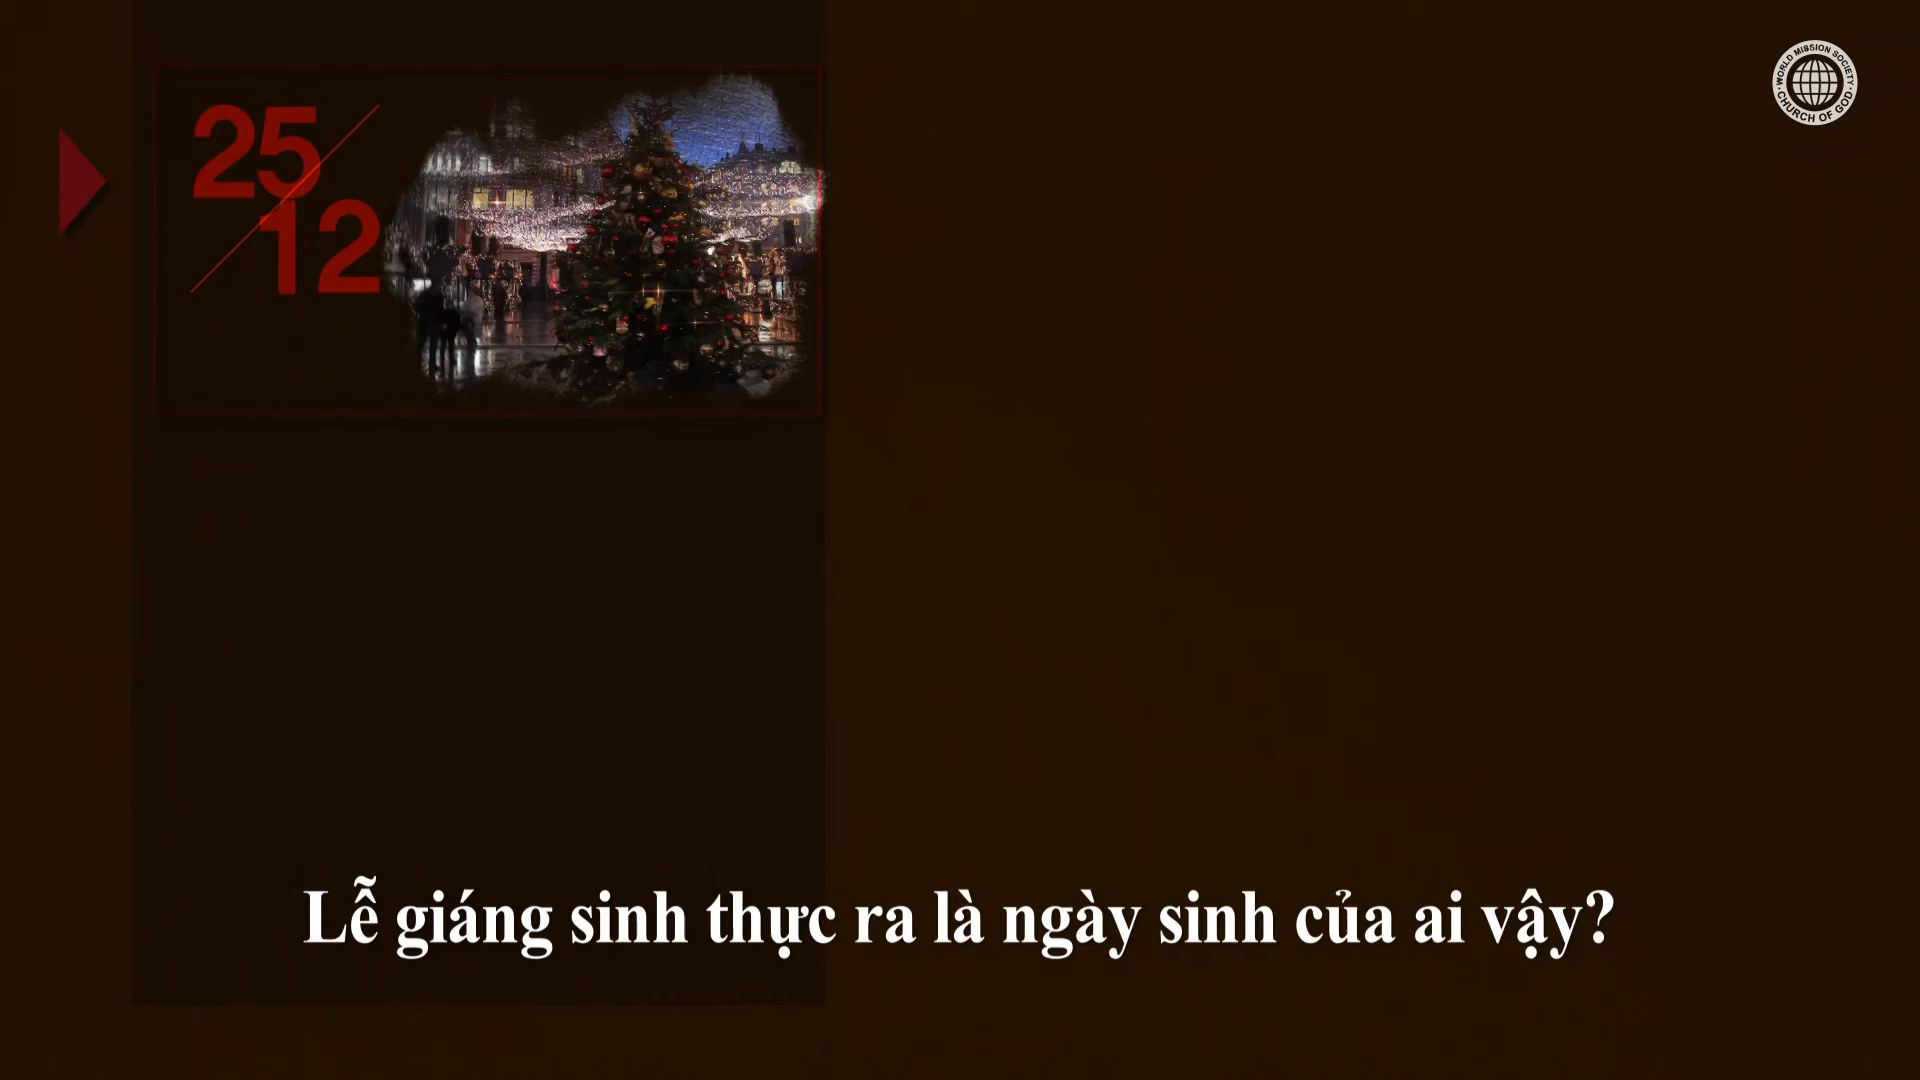 WORLD MISSION SOCIETY
CHURCH OF GOD
25
12
Lễ giáng sinh thực ra là ngày sinh của ai vậy?